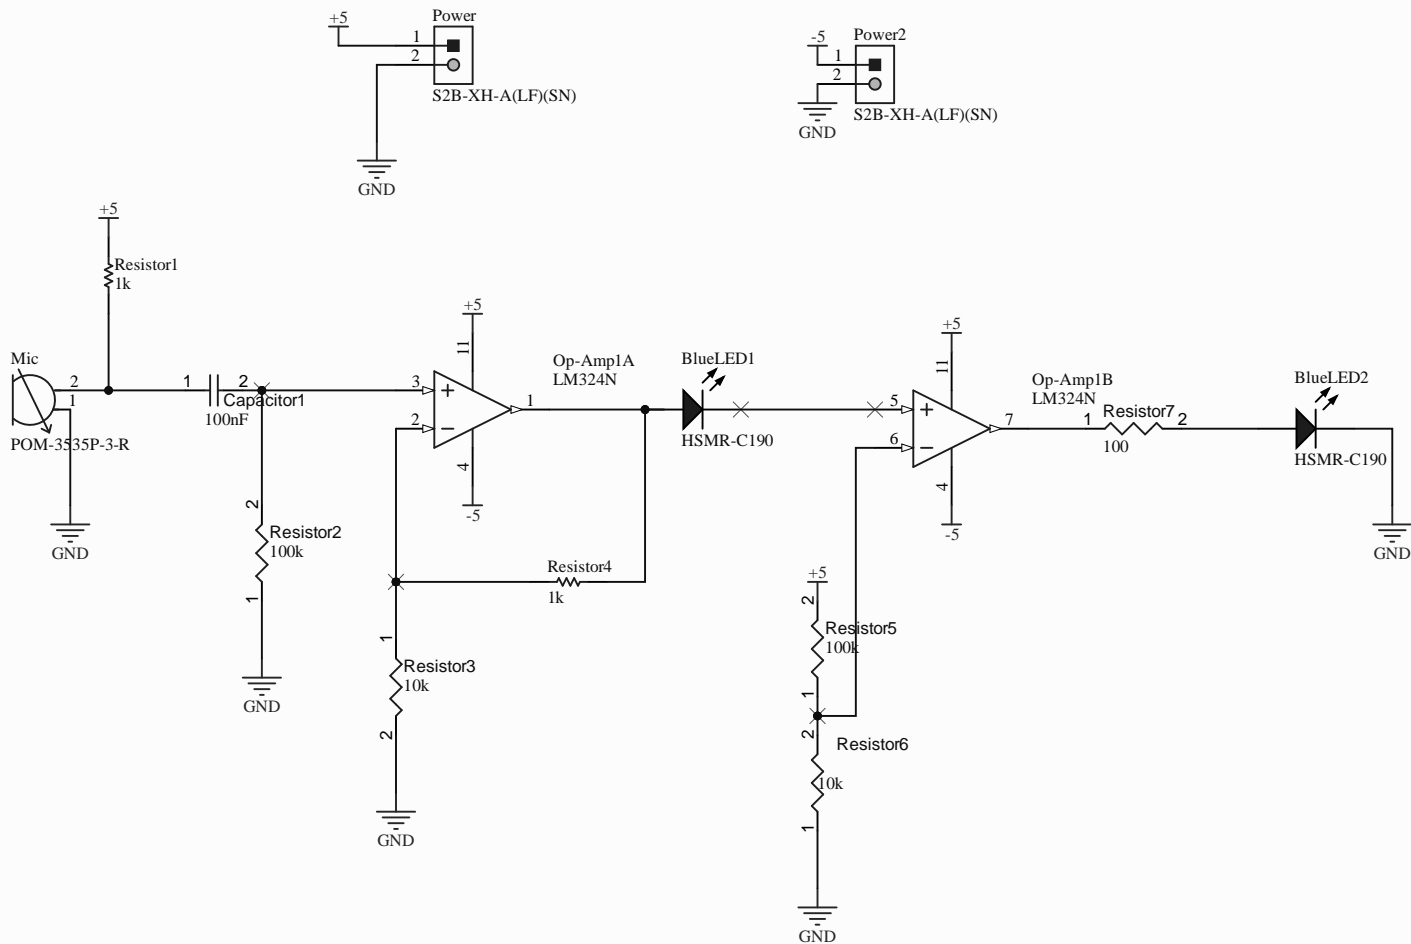 Power
+5
1
2
S2B-XH-A(LF)(SN)
GND
Power2
-5
1
2
S2B-XH-A(LF)(SN)
GND
+5
Resistor1
1k
Mic
2
1
POM-3535P-3-R
GND
1
2
Capacitor1
100nF
2
Resistor2
100k
1
GND
+5
11
3
2
1
4
-5
Op-Amp1A
LM324N
Resistor4
1k
1
Resistor3
10k
2
GND
BlueLED1
HSMR-C190
+5
11
5
6
7
4
-5
Op-Amp1B
LM324N
Resistor7
1
2
100
BlueLED2
HSMR-C190
GND
+5
2
Resistor5
100k
1
2
Resistor6
10k
1
GND